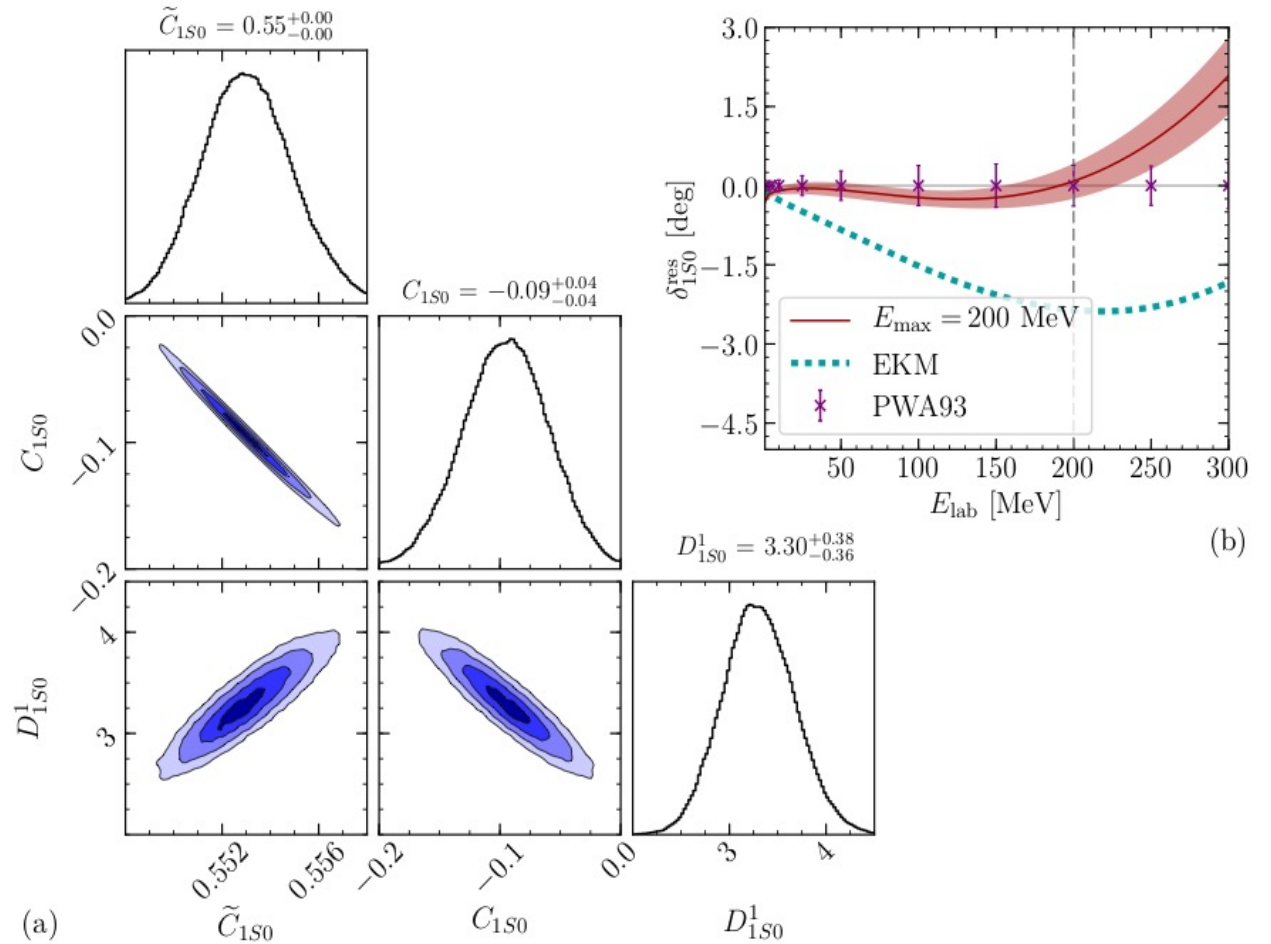 C̃1S0 = 0.55+0.00−0.00
C1S0 = −0.09+0.04−0.04
D11S0 = 3.30+0.38−0.36
0.0
−0.1
−0.2
C1S0
4
3
D11S0
0.552
0.556
C̃1S0
−0.2
−0.1
0.0
C1S0
3
4
D11S0
(a)
3.0
1.5
0.0
−1.5
−3.0
−4.5
δres1S0 [deg]
Emax = 200 MeV
EKM
PWA93
50 100 150 200 250 300
Elab [MeV]
(b)